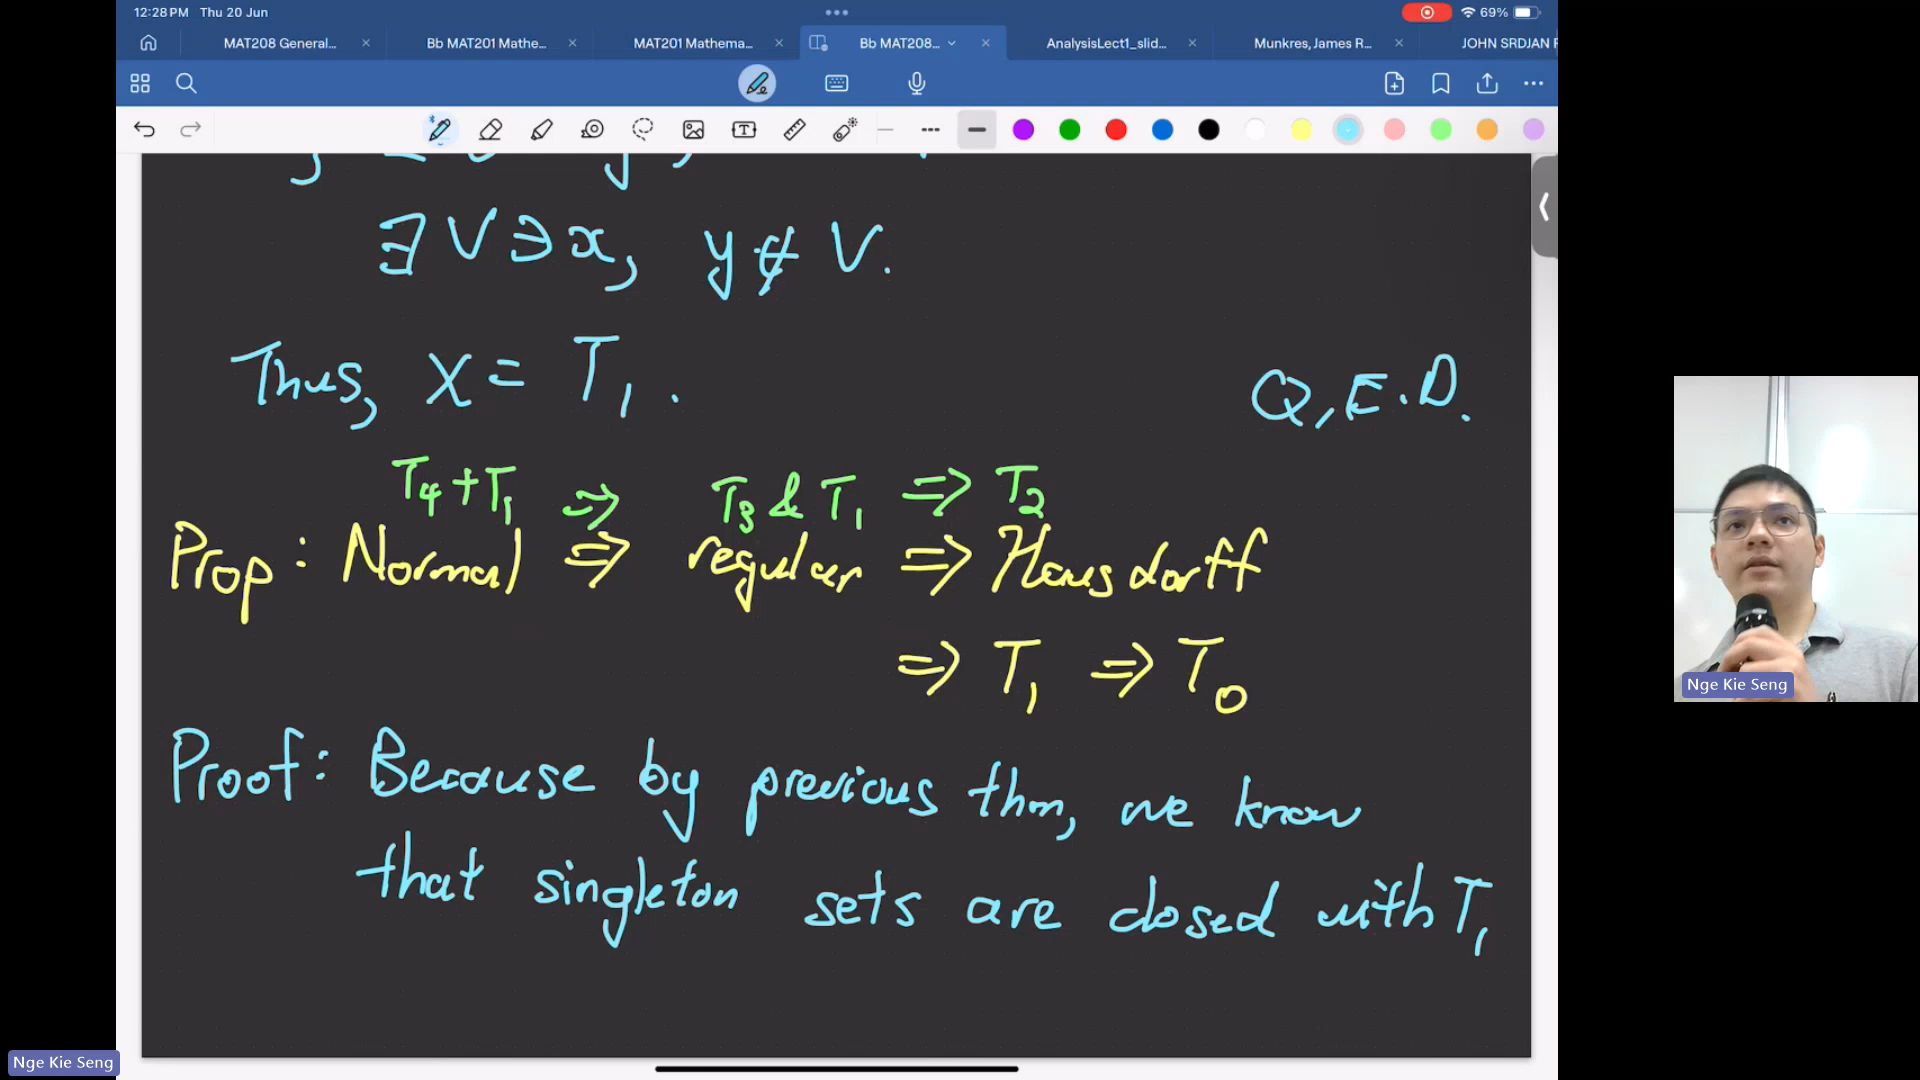 12:28 PM Thu 20 Jun
69%
MAT208 General...
Bb MAT201 Mathe...
MAT201 Mathema...
Bb MAT208...
AnalysisLect1_slid...
Munkres, James R...
JOHN SRDJAN P
∃ V ∋ x, y ∉ V.
Thus, X = T₁.
Q.E.D.
T₄ + T₁ ⇒ T₃ & T₁ ⇒ T₂
Prop: Normal ⇒ regular ⇒ Hausdorff
⇒ T₁ ⇒ T₀
Proof: Because by previous thm, we know
that singleton sets are closed with T₁
Nge Kie Seng
Nge Kie Seng